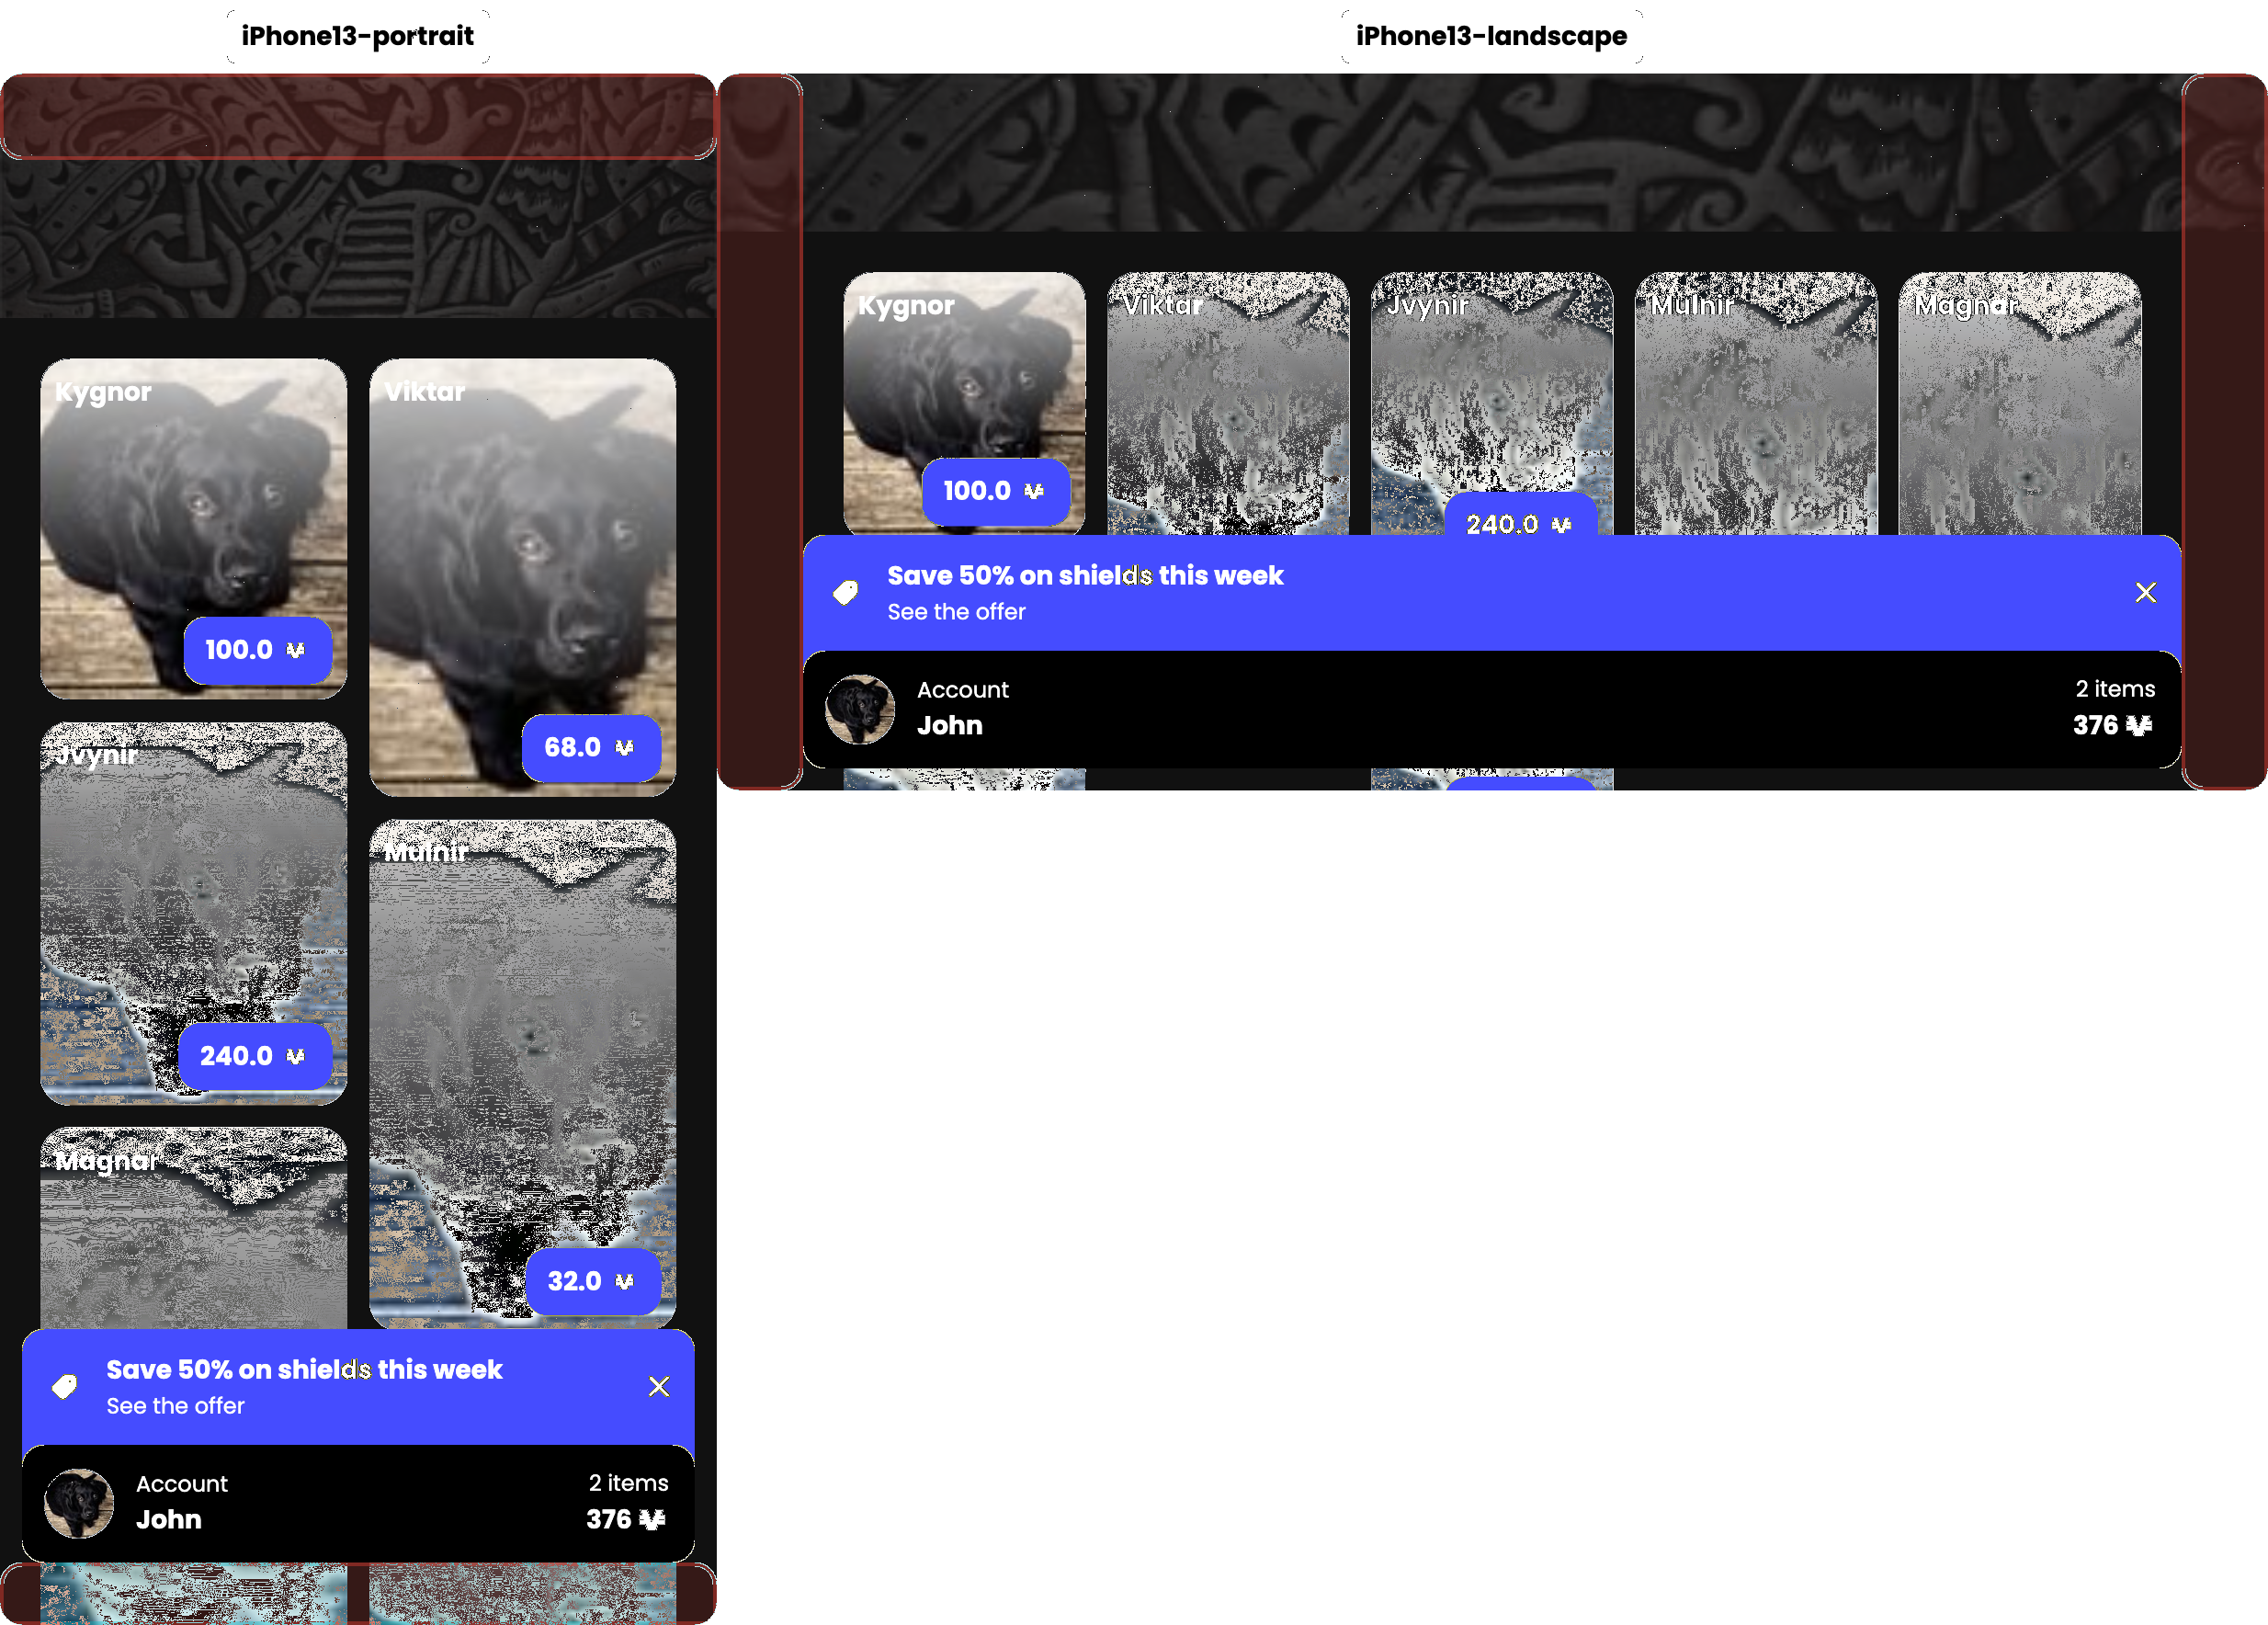 iPhone13-portrait
Kygnor
Viktar
100.0
68.0
Jvynir
Mulnir
240.0
Magnar
32.0
Save 50% on shields this week
See the offer
Account
John
2 items
376
iPhone13-landscape
Kygnor
Viktar
Jvynir
Mulnir
Magnar
100.0
240.0
Save 50% on shields this week
See the offer
Account
John
2 items
376